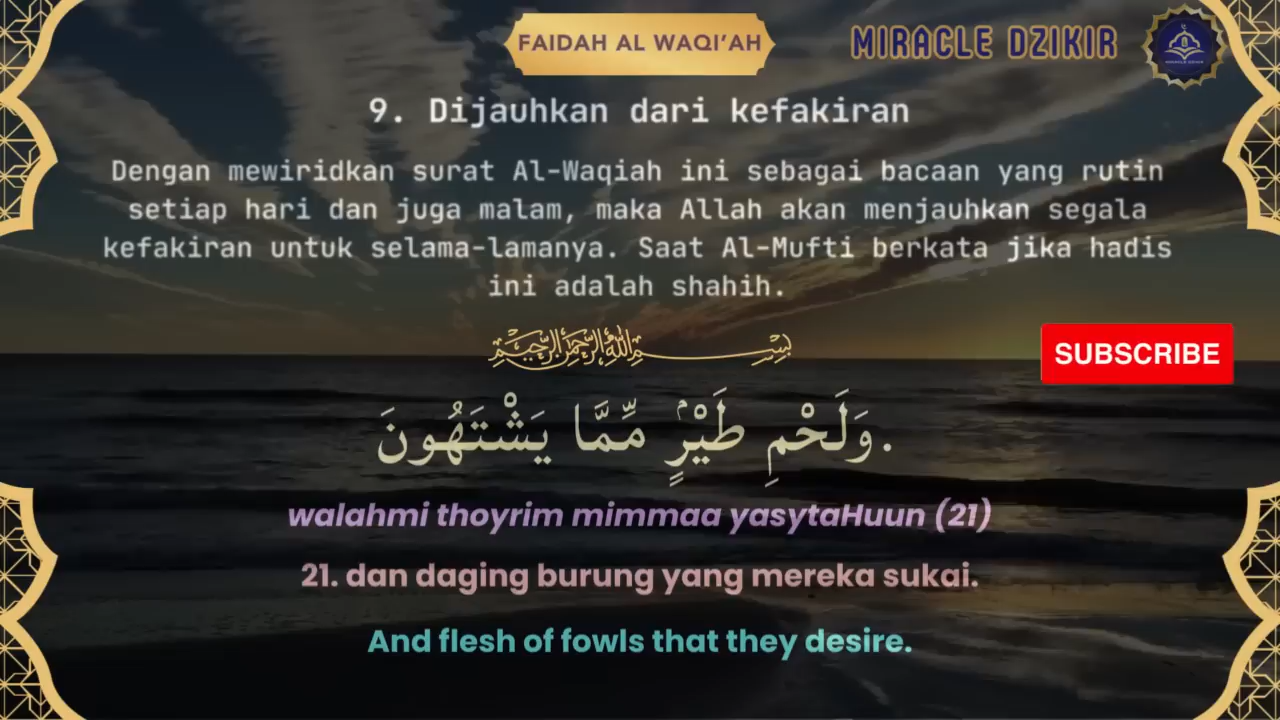 FAIDAH AL WAQI'AH
MIRACLE DZIKIR
9. Dijauhkan dari kefakiran
Dengan mewiridkan surat Al-Waqiah ini sebagai bacaan yang rutin
setiap hari dan juga malam, maka Allah akan menjauhkan segala
kefakiran untuk selama-lamanya. Saat Al-Mufti berkata jika hadis
ini adalah shahih.
بسم الله الرحمن الرحيم
SUBSCRIBE
.وَلَحْمِ طَيْرٍۢ مِّمَّا يَشْتَهُونَ
walahmi thoyrim mimmaa yasytaHuun (21)
21. dan daging burung yang mereka sukai.
And flesh of fowls that they desire.